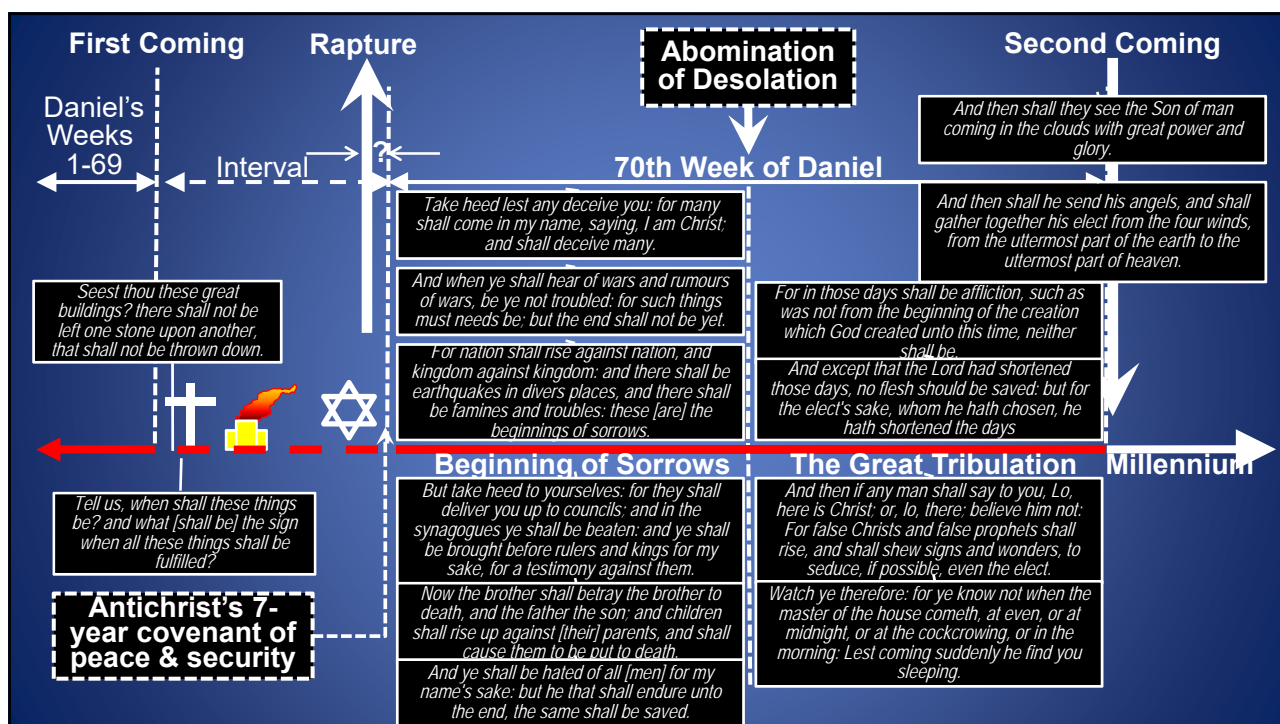 First Coming
Rapture
Abomination
of Desolation
Second Coming
Daniel's
Weeks
1-69
Interval
?
70th Week of Daniel
And then shall they see the Son of man
coming in the clouds with great power and
glory.
And then shall he send his angels, and shall
gather together his elect from the four winds,
from the uttermost part of the earth to the
uttermost part of heaven.
Take heed lest any deceive you: for many
shall come in my name, saying, I am Christ;
and shall deceive many.
And when ye shall hear of wars and rumours
of wars, be ye not troubled: for such things
must needs be; but the end shall not be yet.
For nation shall rise against nation, and
kingdom against kingdom: and there shall be
earthquakes in divers places, and there shall
be famines and troubles: these [are] the
beginnings of sorrows.
Seest thou these great
buildings? there shall not be
left one stone upon another,
that shall not be thrown down.
For in those days shall be affliction, such as
was not from the beginning of the creation
which God created unto this time, neither
shall be.
And except that the Lord had shortened
those days, no flesh should be saved: but for
the elect's sake, whom he hath chosen, he
hath shortened the days
Beginning of Sorrows
The Great Tribulation
Millennium
Tell us, when shall these things
be? and what [shall be] the sign
when all these things shall be
fulfilled?
Antichrist's 7-
year covenant of
peace & security
But take heed to yourselves: for they shall
deliver you up to councils; and in the
synagogues ye shall be beaten: and ye shall
be brought before rulers and kings for my
sake, for a testimony against them.
Now the brother shall betray the brother to
death, and the father the son; and children
shall rise up against [their] parents, and shall
cause them to be put to death.
And ye shall be hated of all [men] for my
name's sake: but he that shall endure unto
the end, the same shall be saved.
And then if any man shall say to you, Lo,
here is Christ; or, lo, there; believe him not:
For false Christs and false prophets shall
rise, and shall shew signs and wonders, to
seduce, if possible, even the elect.
Watch ye therefore: for ye know not when the
master of the house cometh, at even, or at
midnight, or at the cockcrowing, or in the
morning: Lest coming suddenly he find you
sleeping.